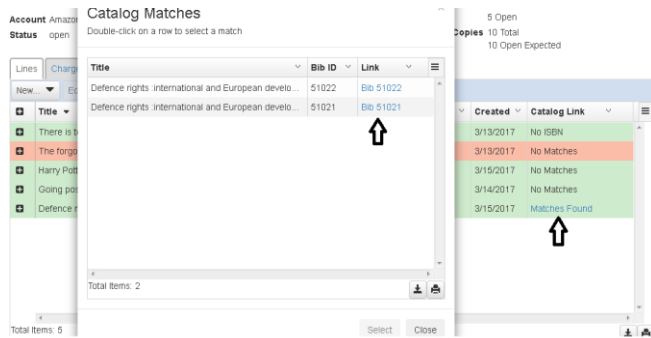 Catalog Matches
Double-click on a row to select a match
Account Amazon
Status open
5 Open
Copies 10 Total
10 Open
Expected
Lines
Charge
New...
Title
Bib ID
Link
Defence rights :international and European develo... 51022 Bib 51022
Defence rights :international and European develo... 51021 Bib 51021
Total Items: 2
Select
Close
Title
Created
Catalog Link
There is
3/13/2017 No ISBN
The forgo
3/13/2017 No Matches
Harry Pott
3/15/2017 No Matches
Going pos
3/14/2017 No Matches
Defence r
3/15/2017 Matches Found
Total Items: 5